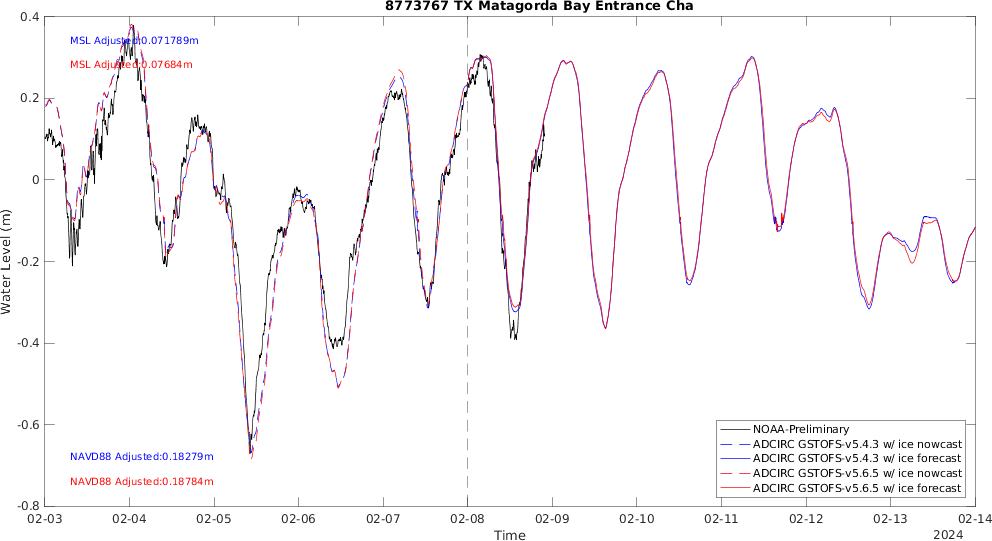 8773767 TX Matagorda Bay Entrance Cha
MSL Adjusted:0.071789m
MSL Adjusted:0.07684m
NAVD88 Adjusted:0.18279m
NAVD88 Adjusted:0.18784m
Water Level (m)
0.4
0.2
0
-0.2
-0.4
-0.6
-0.8
NOAA-Preliminary
ADCIRC GSTOFS-v5.4.3 w/ ice nowcast
ADCIRC GSTOFS-v5.4.3 w/ ice forecast
ADCIRC GSTOFS-v5.6.5 w/ ice nowcast
ADCIRC GSTOFS-v5.6.5 w/ ice forecast
02-03 02-04 02-05 02-06 02-07 02-08 02-09 02-10 02-11 02-12 02-13 02-14
Time
2024